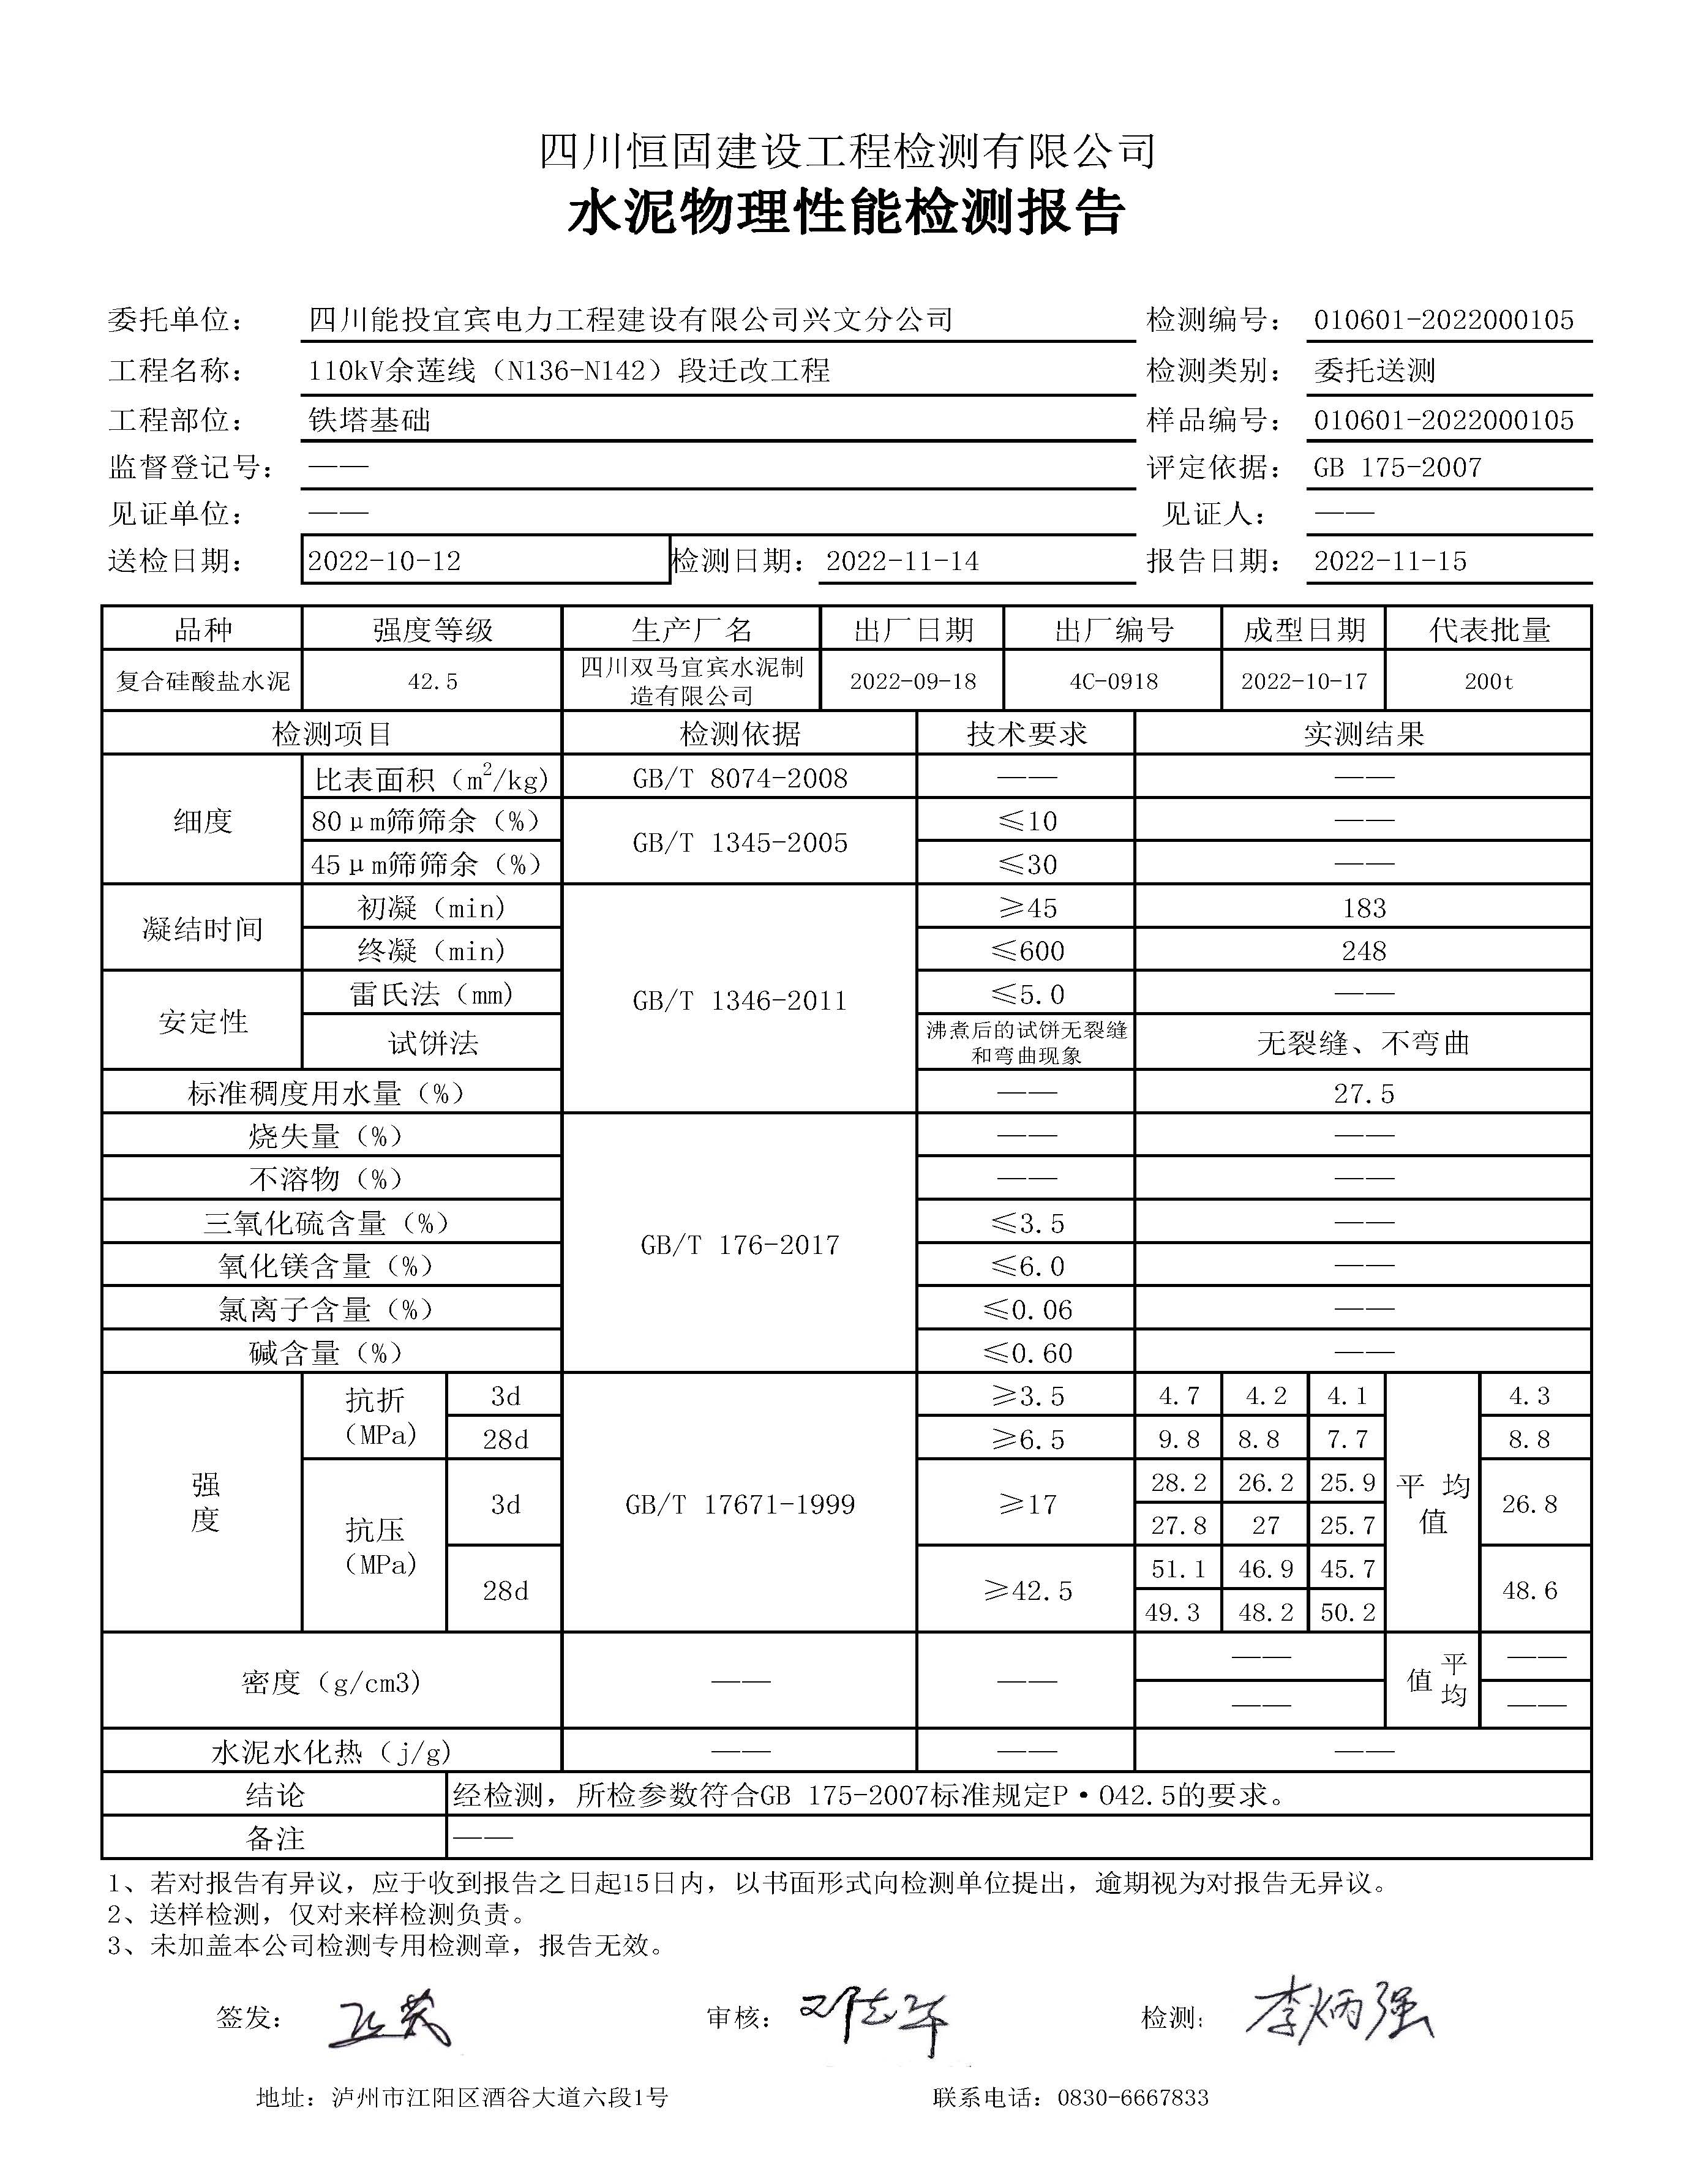 四川恒固建设工程检测有限公司
水泥物理性能检测报告
委托单位： 四川能投宜宾电力工程建设有限公司兴文分公司 检测编号： 010601-2022000105
工程名称： 110kV余莲线（N136-N142）段迁改工程 检测类别： 委托送测
工程部位： 铁塔基础 样品编号： 010601-2022000105
监督登记号： —— 评定依据： GB 175-2007
见证单位： —— 见证人： ——
送检日期： 2022-10-12 检测日期： 2022-11-14 报告日期： 2022-11-15
品种 强度等级 生产厂名 出厂日期 出厂编号 成型日期 代表批量
复合硅酸盐水泥 42.5 四川双马宜宾水泥制造有限公司 2022-09-18 4C-0918 2022-10-17 200t
检测项目 检测依据 技术要求 实测结果
细度 比表面积（m²/kg) GB/T 8074-2008 —— ——
80μm筛筛余（%） GB/T 1345-2005 ≤10 ——
45μm筛筛余（%） ≤30 ——
凝结时间 初凝（min) GB/T 1346-2011 ≥45 183
终凝（min) ≤600 248
安定性 雷氏法（mm) ≤5.0 ——
试饼法 沸煮后的试饼无裂缝和弯曲现象 无裂缝、不弯曲
标准稠度用水量（%） —— 27.5
烧失量（%） GB/T 176-2017 —— ——
不溶物（%） —— ——
三氧化硫含量（%） ≤3.5 ——
氧化镁含量（%） ≤6.0 ——
氯离子含量（%） ≤0.06 ——
碱含量（%） ≤0.60 ——
强度 抗折（MPa) 3d GB/T 17671-1999 ≥3.5 4.7 4.2 4.1 平均值 4.3
28d ≥6.5 9.8 8.8 7.7 8.8
抗压（MPa) 3d ≥17 28.2 26.2 25.9 26.8
27.8 27 25.7
28d ≥42.5 51.1 46.9 45.7 48.6
49.3 48.2 50.2
密度（g/cm3) —— —— —— 平均值 ——
—— ——
水泥水化热（j/g) —— —— ——
结论 经检测，所检参数符合GB 175-2007标准规定P·O42.5的要求。
备注 ——
1、若对报告有异议，应于收到报告之日起15日内，以书面形式向检测单位提出，逾期视为对报告无异议。
2、送样检测，仅对来样检测负责。
3、未加盖本公司检测专用检测章，报告无效。
签发： 审核： 检测: 李炳强
地址：泸州市江阳区酒谷大道六段1号 联系电话：0830-6667833